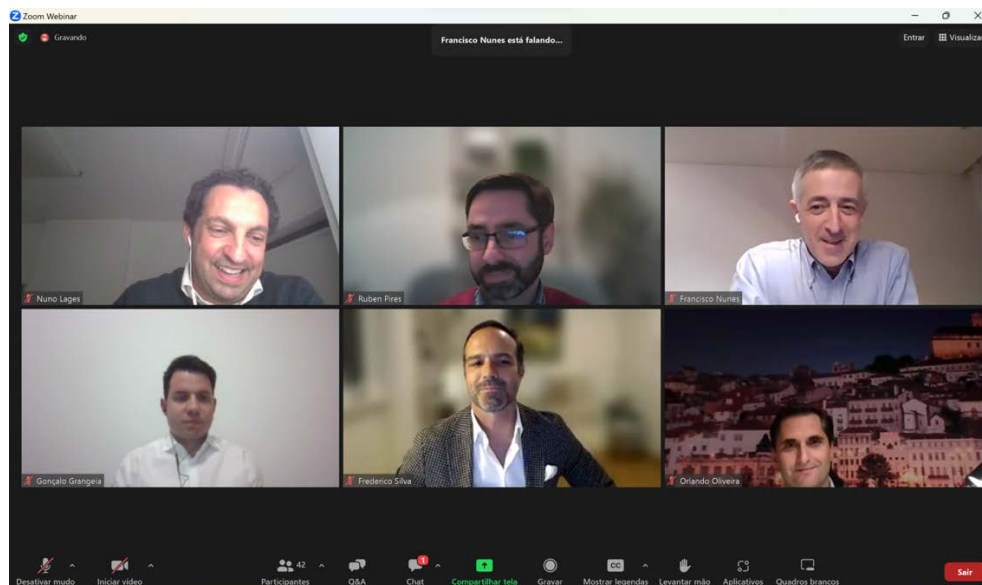 Zoom Webinar
Gravando
Francisco Nunes está falando...
Entrar
Visualizar
Nuno Lages
Ruben Pires
Francisco Nunes
Gonçalo Grangeia
Frederico Silva
Orlando Oliveira
Desativar mudo
Iniciar vídeo
42
Participantes
Q&A
1
Chat
Compartilhar tela
Gravar
CC
Mostrar legendas
Levantar mão
Aplicativos
Quadros brancos
Sair